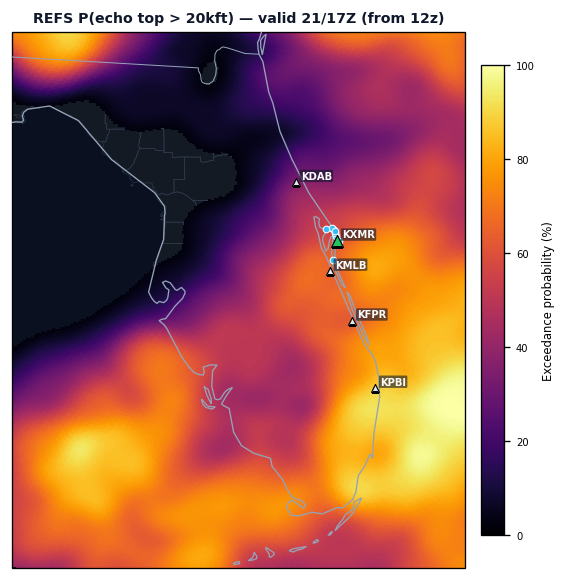 REFS P(echo top > 20kft) — valid 21/17Z (from 12z)
KDAB
KXMR
KMLB
KFPR
KPBI
100
80
60
40
20
0
Exceedance probability (%)